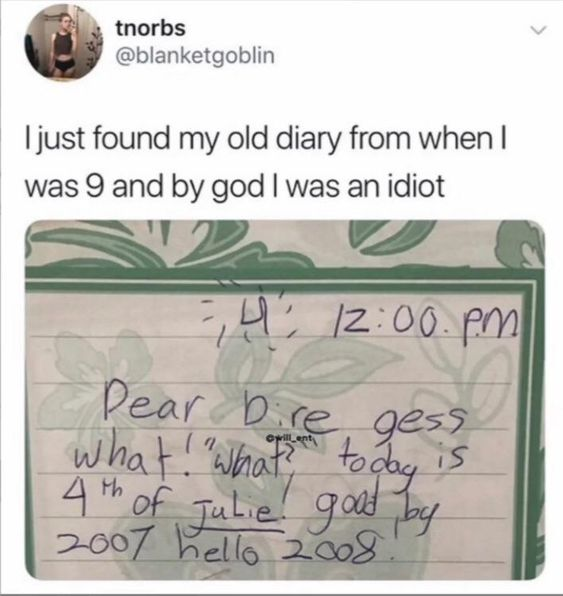 tnorbs
@blanketgoblin
I just found my old diary from when I
was 9 and by god I was an idiot
4 12:00.pm
Dear Dire gess
@will_ent
what! "what? today is
4th of Julie! good by
2007 hello 2008!